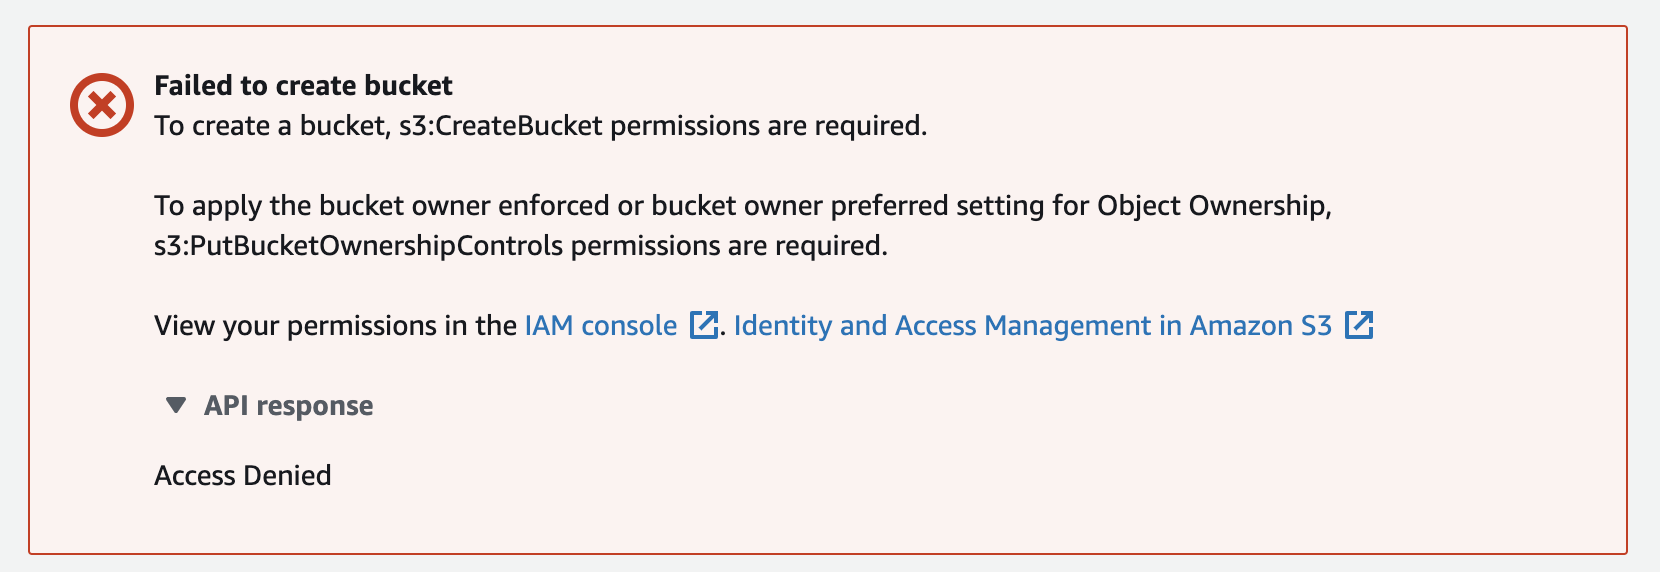 Failed to create bucket
To create a bucket, s3:CreateBucket permissions are required.
To apply the bucket owner enforced or bucket owner preferred setting for Object Ownership,
s3:PutBucketOwnershipControls permissions are required.
View your permissions in the IAM console. Identity and Access Management in Amazon S3
API response
Access Denied